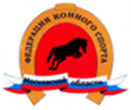 ФЕДЕРАЦИЯ КОННОГО СПОРТА
Московской области